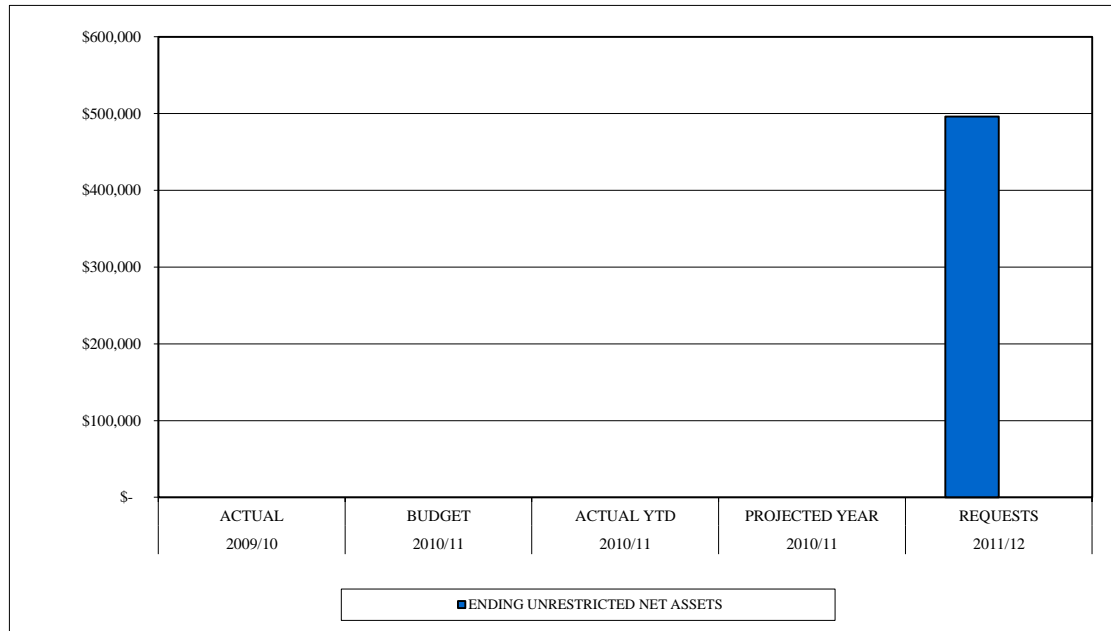 $600,000
$500,000
$400,000
$300,000
$200,000
$100,000
$-
ACTUAL BUDGET ACTUAL YTD PROJECTED YEAR REQUESTS
2009/10 2010/11 2010/11 2010/11 2011/12
ENDING UNRESTRICTED NET ASSETS